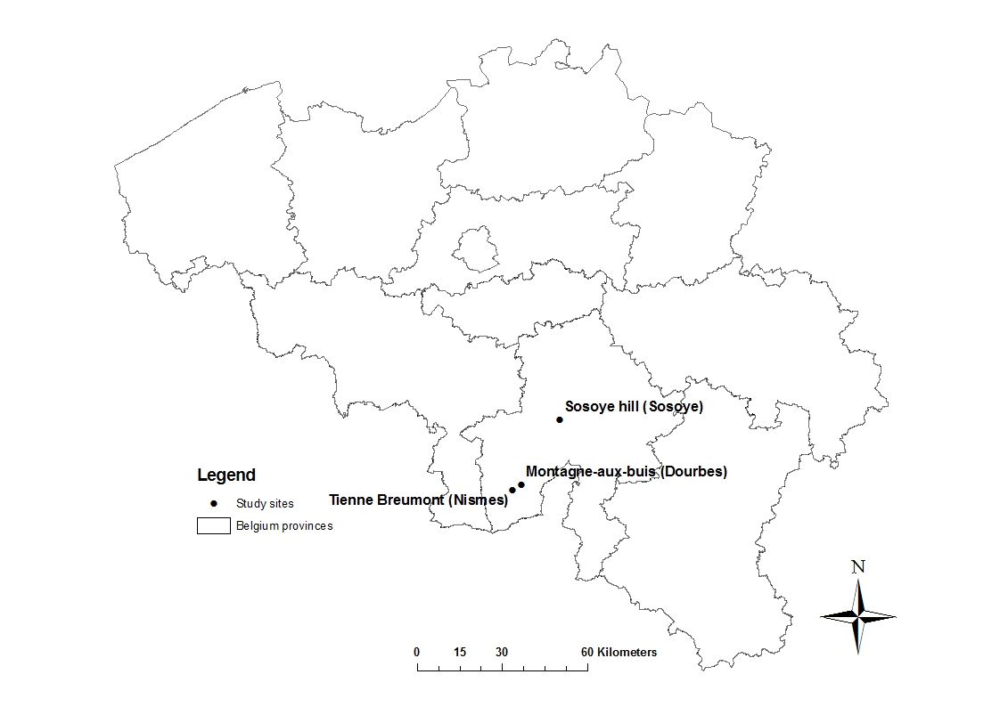 Sosoye hill (Sosoye)
Montagne-aux-buis (Dourbes)
Tienne Breumont (Nismes)
Legend
Study sites
Belgium provinces
N
0 15 30 60 Kilometers